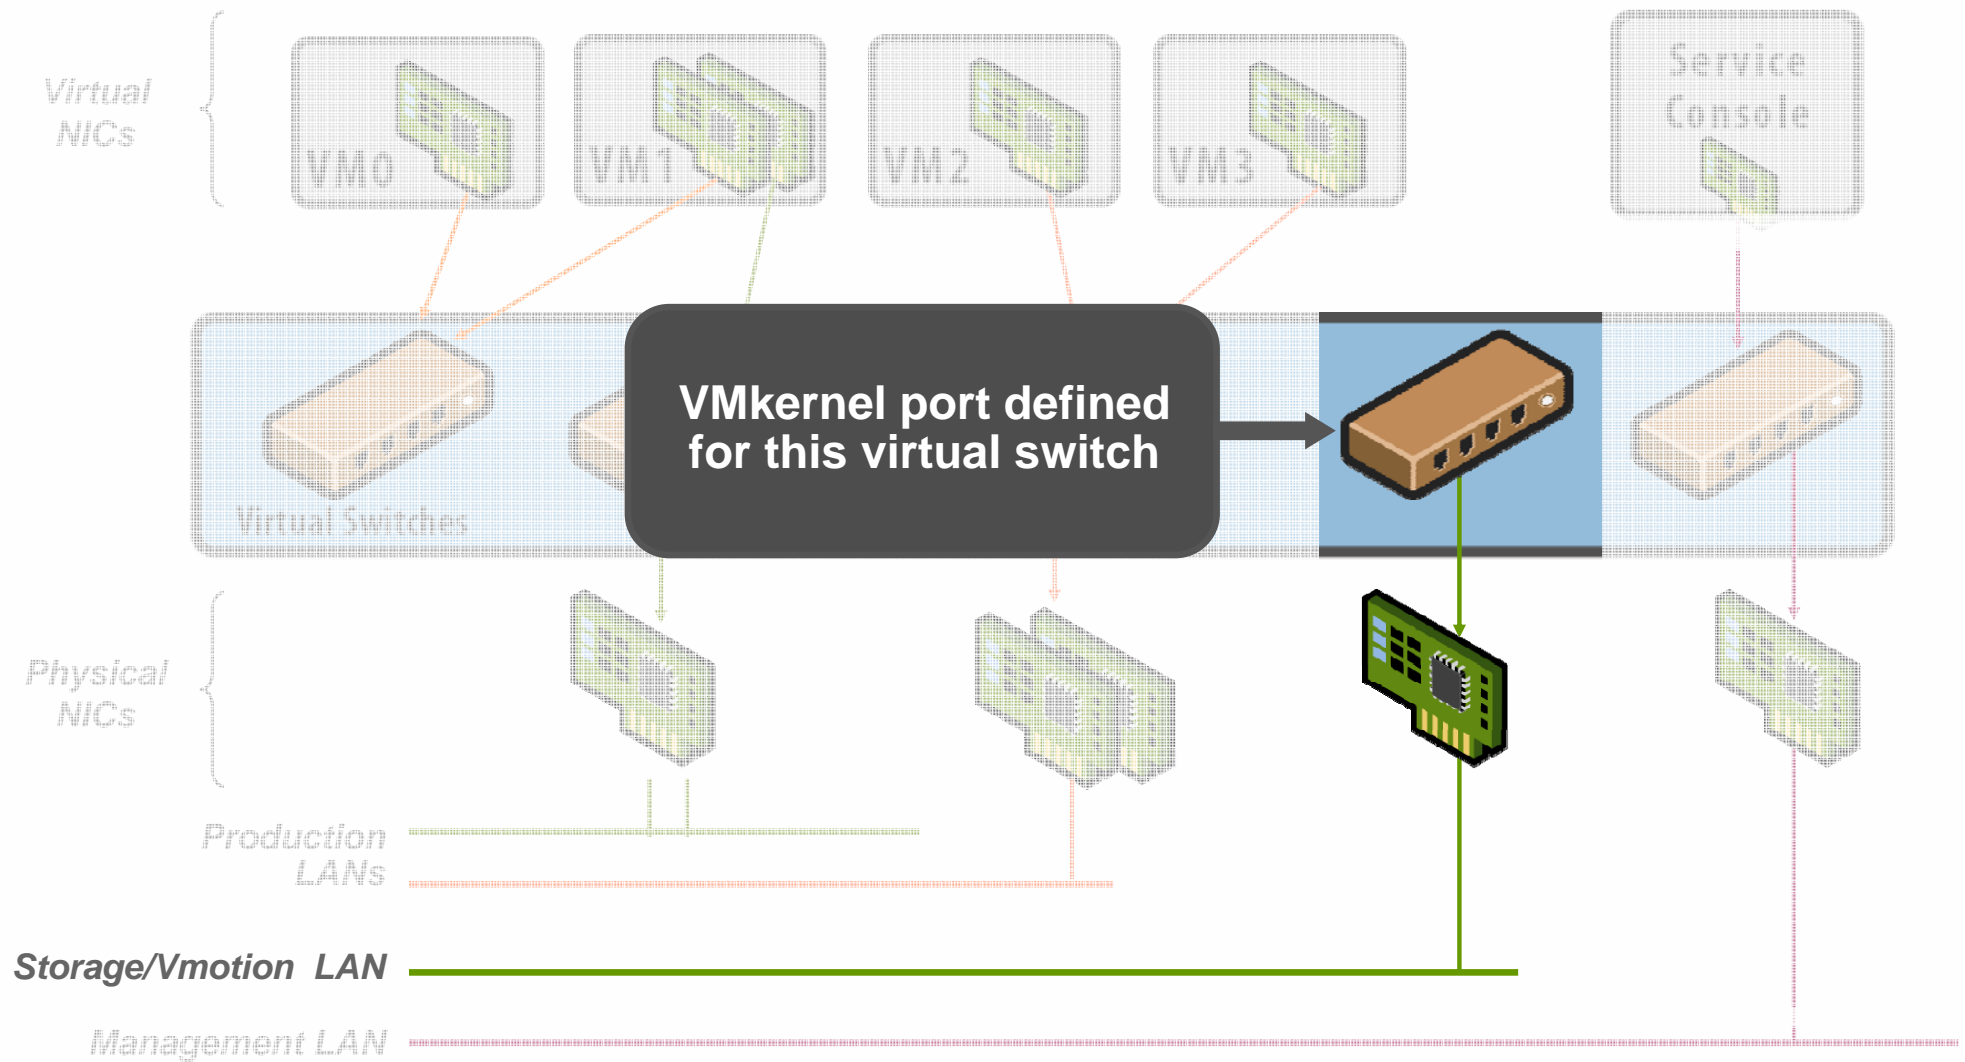 Virtual
NICs
VM0
VM1
VM2
VM3
Service
Console
VMkernel port defined
for this virtual switch
Virtual Switches
Physical
NICs
Production
LANs
Storage/Vmotion LAN
Management LAN